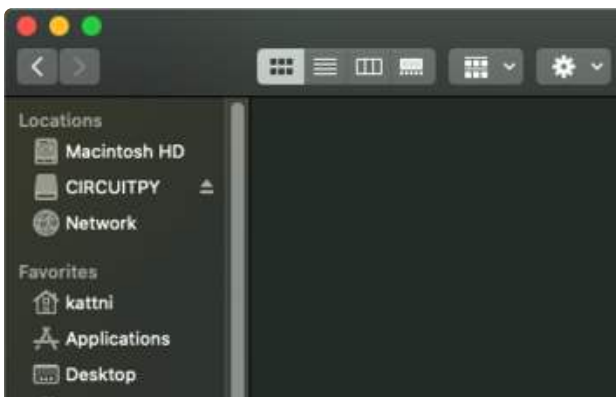 Locations
Macintosh HD
CIRCUITPY
Network
Favorites
kattni
Applications
Desktop